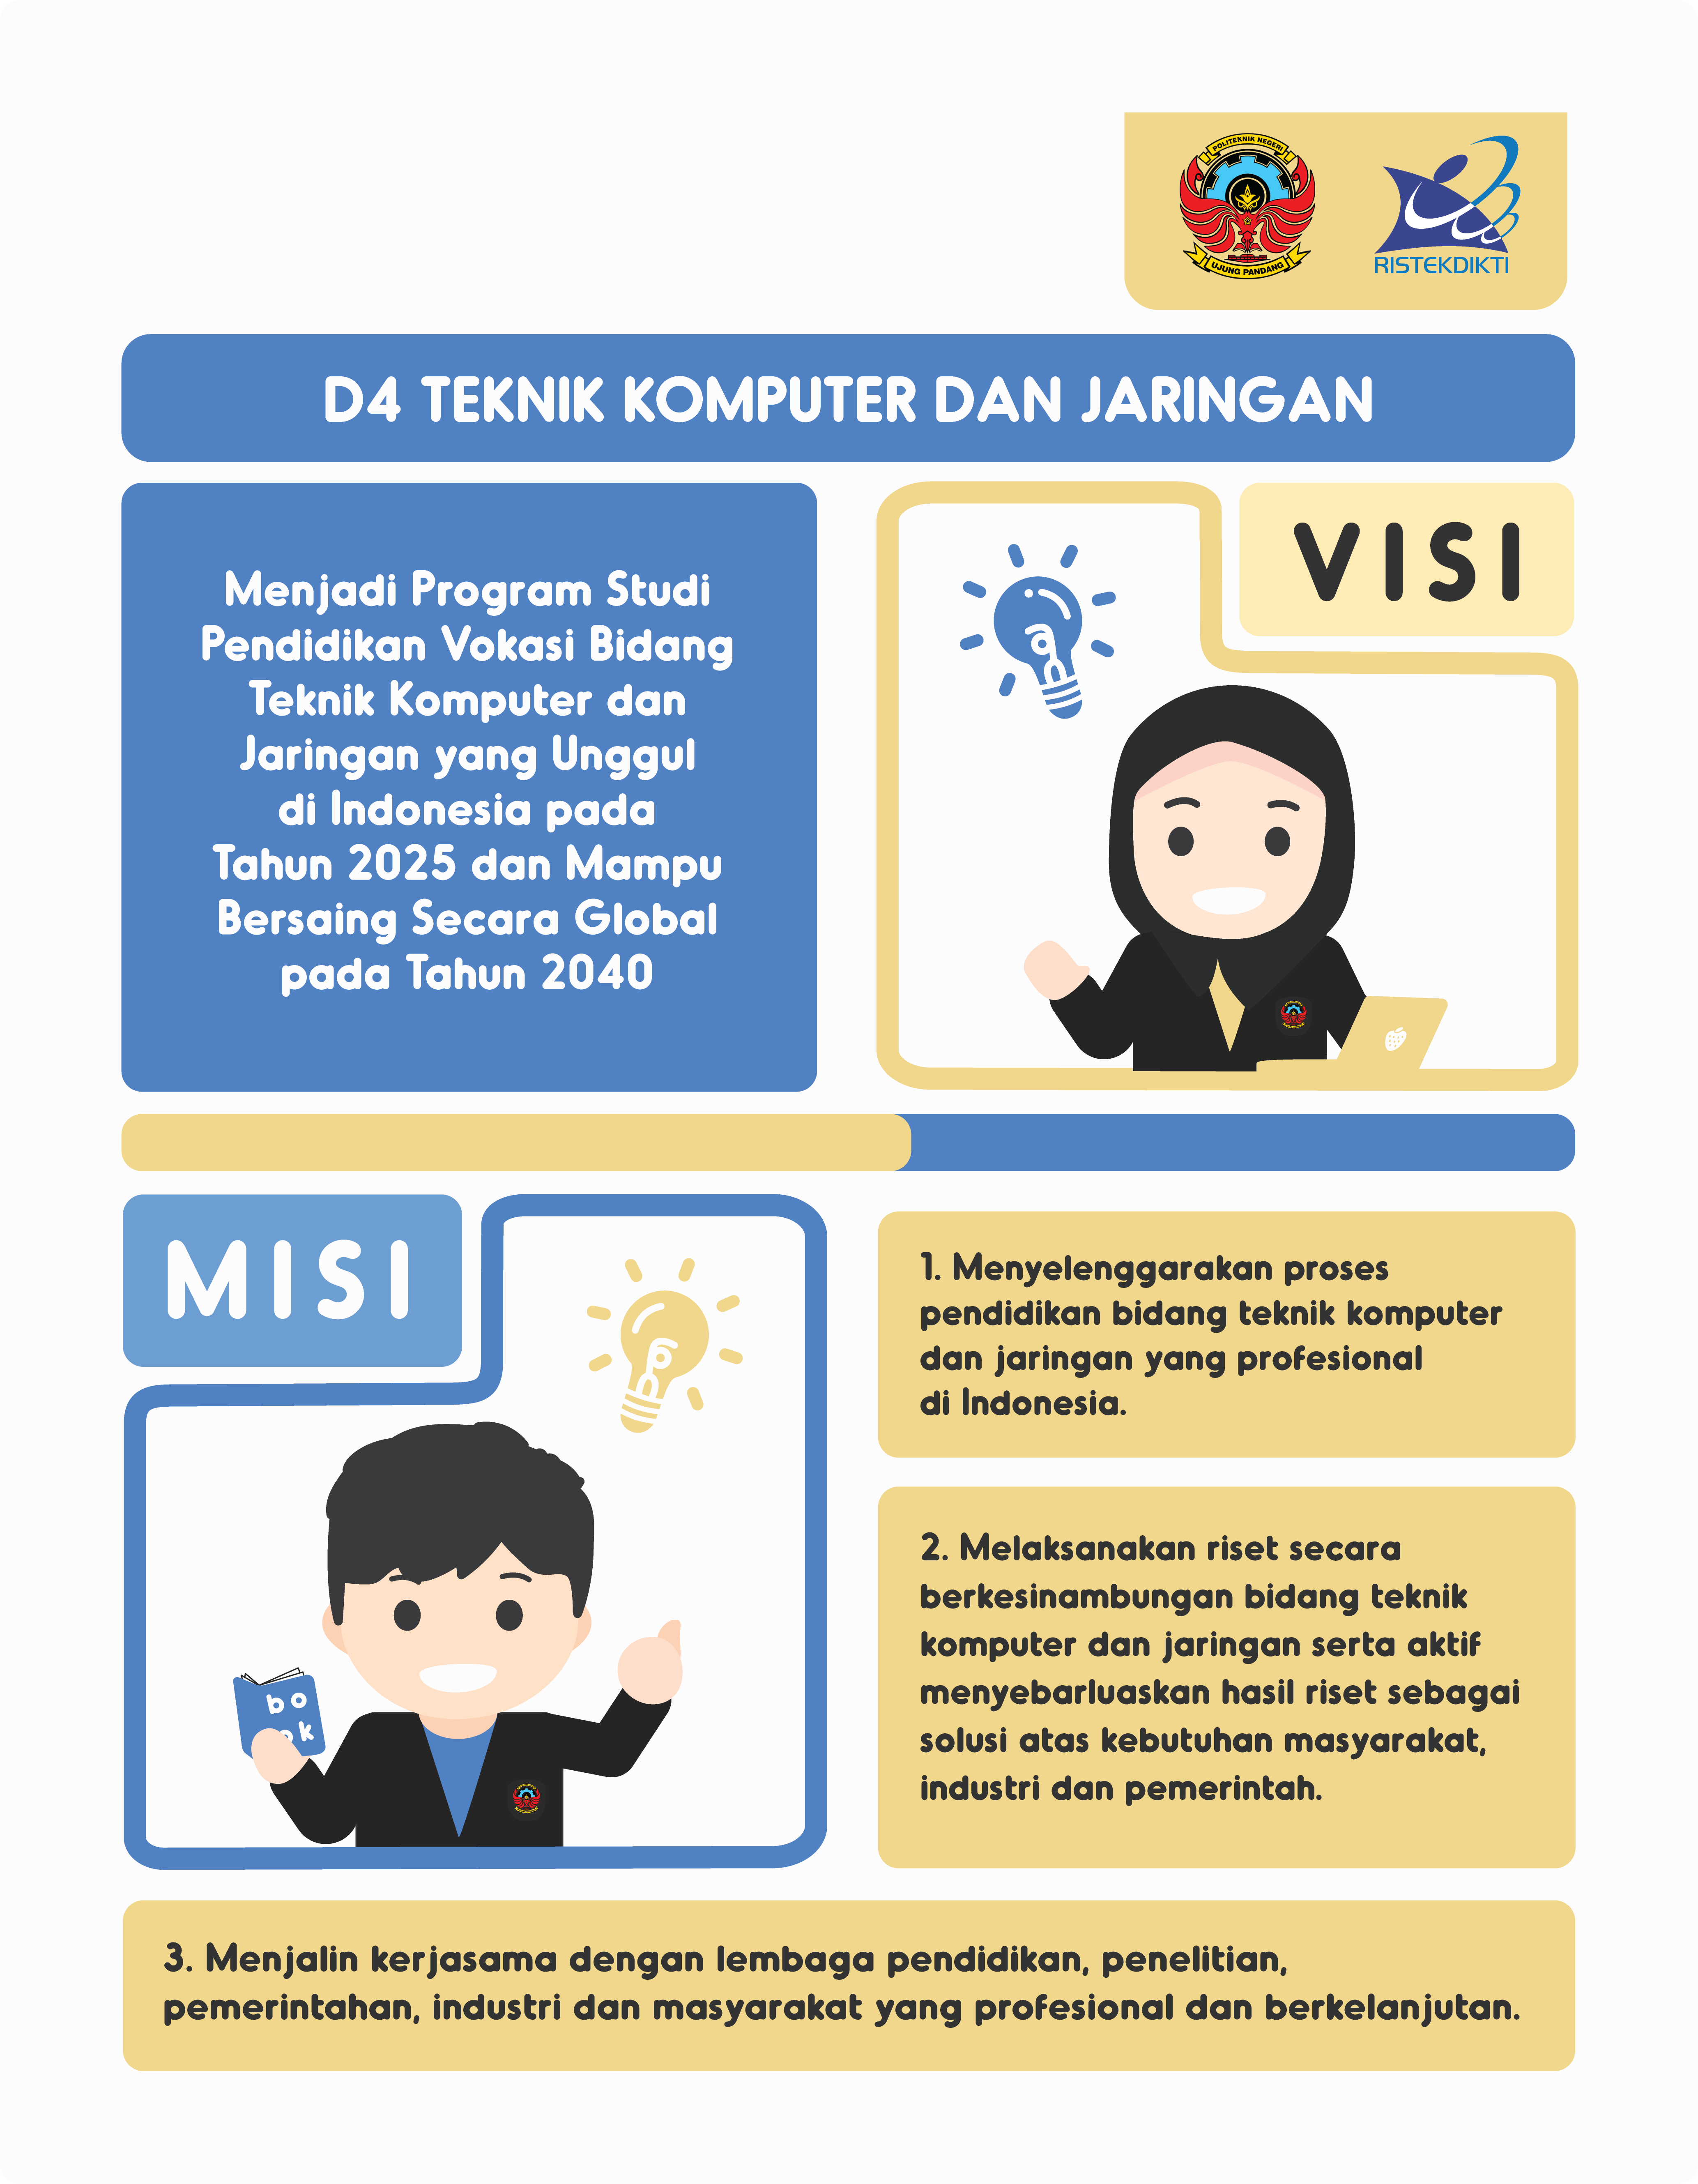 POLITEKNIK NEGERI
UJUNG PANDANG
RISTEKDIKTI
D4 TEKNIK KOMPUTER DAN JARINGAN
Menjadi Program Studi
Pendidikan Vokasi Bidang
Teknik Komputer dan
Jaringan yang Unggul
di Indonesia pada
Tahun 2025 dan Mampu
Bersaing Secara Global
pada Tahun 2040
VISI
MISI
bo
ok
1. Menyelenggarakan proses
pendidikan bidang teknik komputer
dan jaringan yang profesional
di Indonesia.
2. Melaksanakan riset secara
berkesinambungan bidang teknik
komputer dan jaringan serta aktif
menyebarluaskan hasil riset sebagai
solusi atas kebutuhan masyarakat,
industri dan pemerintah.
3. Menjalin kerjasama dengan lembaga pendidikan, penelitian,
pemerintahan, industri dan masyarakat yang profesional dan berkelanjutan.